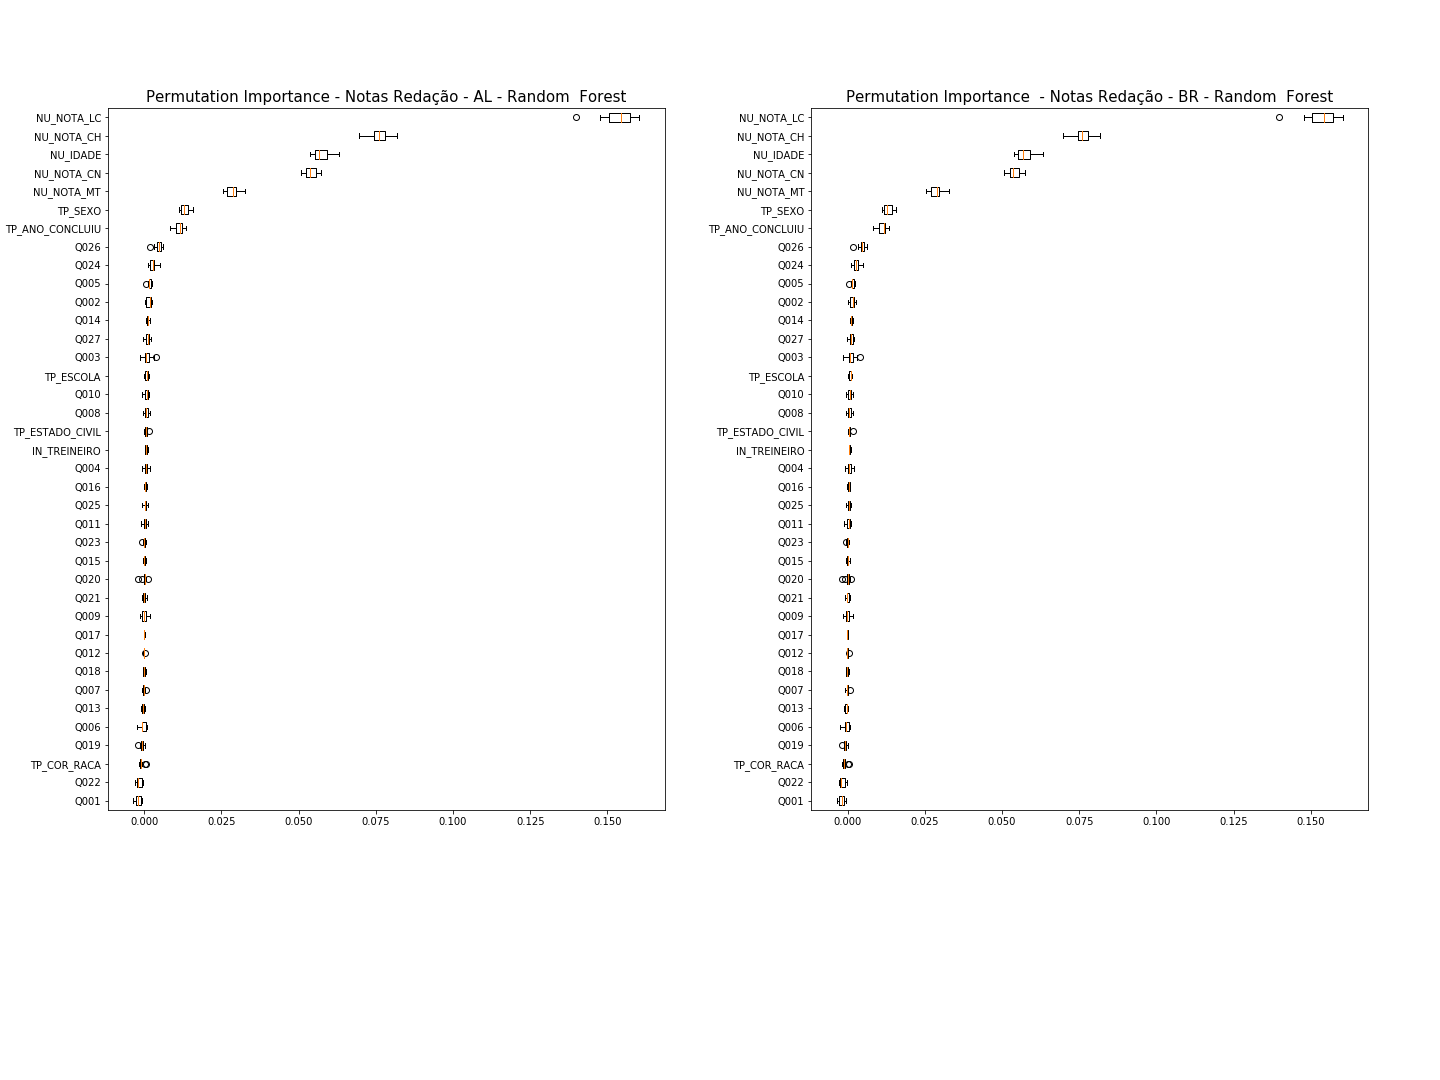 Permutation Importance - Notas Redação - AL - Random  Forest
NU_NOTA_LC
NU_NOTA_CH
NU_IDADE
NU_NOTA_CN
NU_NOTA_MT
TP_SEXO
TP_ANO_CONCLUIU
Q026
Q024
Q005
Q002
Q014
Q027
Q003
TP_ESCOLA
Q010
Q008
TP_ESTADO_CIVIL
IN_TREINEIRO
Q004
Q016
Q025
Q011
Q023
Q015
Q020
Q021
Q009
Q017
Q012
Q018
Q007
Q013
Q006
Q019
TP_COR_RACA
Q022
Q001
0.000 0.025 0.050 0.075 0.100 0.125 0.150
Permutation Importance  - Notas Redação - BR - Random  Forest
NU_NOTA_LC
NU_NOTA_CH
NU_IDADE
NU_NOTA_CN
NU_NOTA_MT
TP_SEXO
TP_ANO_CONCLUIU
Q026
Q024
Q005
Q002
Q014
Q027
Q003
TP_ESCOLA
Q010
Q008
TP_ESTADO_CIVIL
IN_TREINEIRO
Q004
Q016
Q025
Q011
Q023
Q015
Q020
Q021
Q009
Q017
Q012
Q018
Q007
Q013
Q006
Q019
TP_COR_RACA
Q022
Q001
0.000 0.025 0.050 0.075 0.100 0.125 0.150